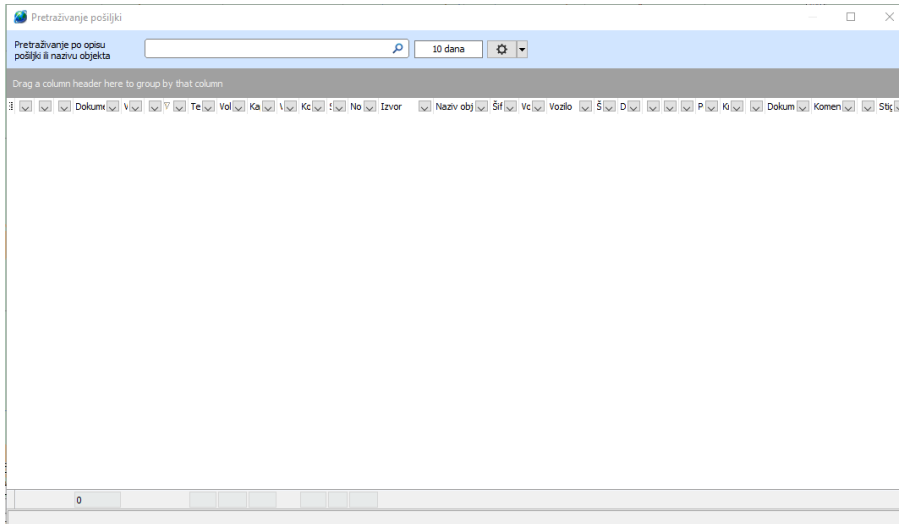 Pretraživanje pošiljki
Pretraživanje po opisu
pošiljki ili nazivu objekta
10 dana
Drag a column header here to group by that column
Dokume V Te Vol Ka Kc No Izvor Naziv obj Šif Vc Vozilo Š D P Ki Dokum Komen Stig
0